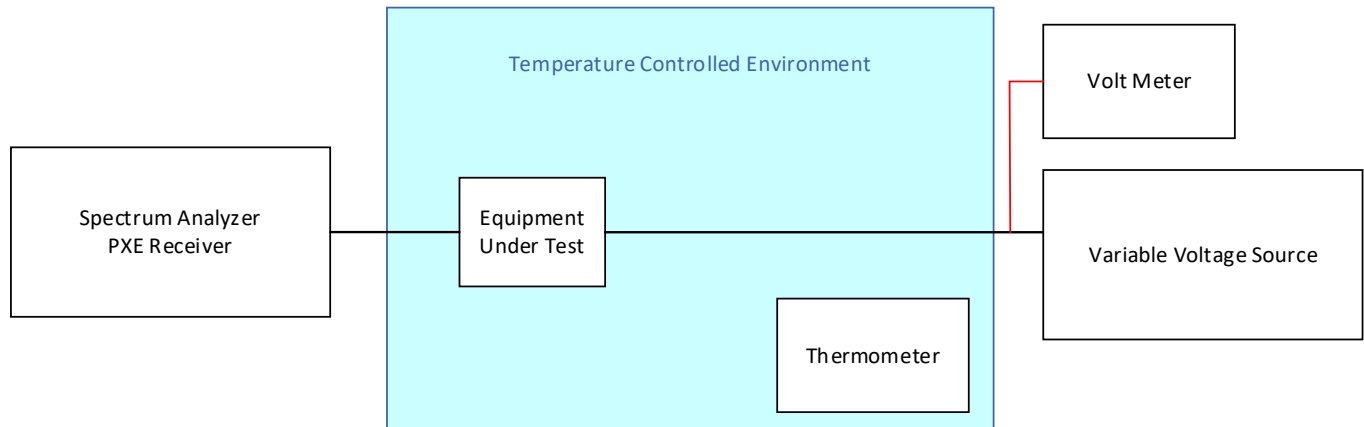 Temperature Controlled Environment
Volt Meter
Spectrum Analyzer
PXE Receiver
Equipment
Under Test
Variable Voltage Source
Thermometer